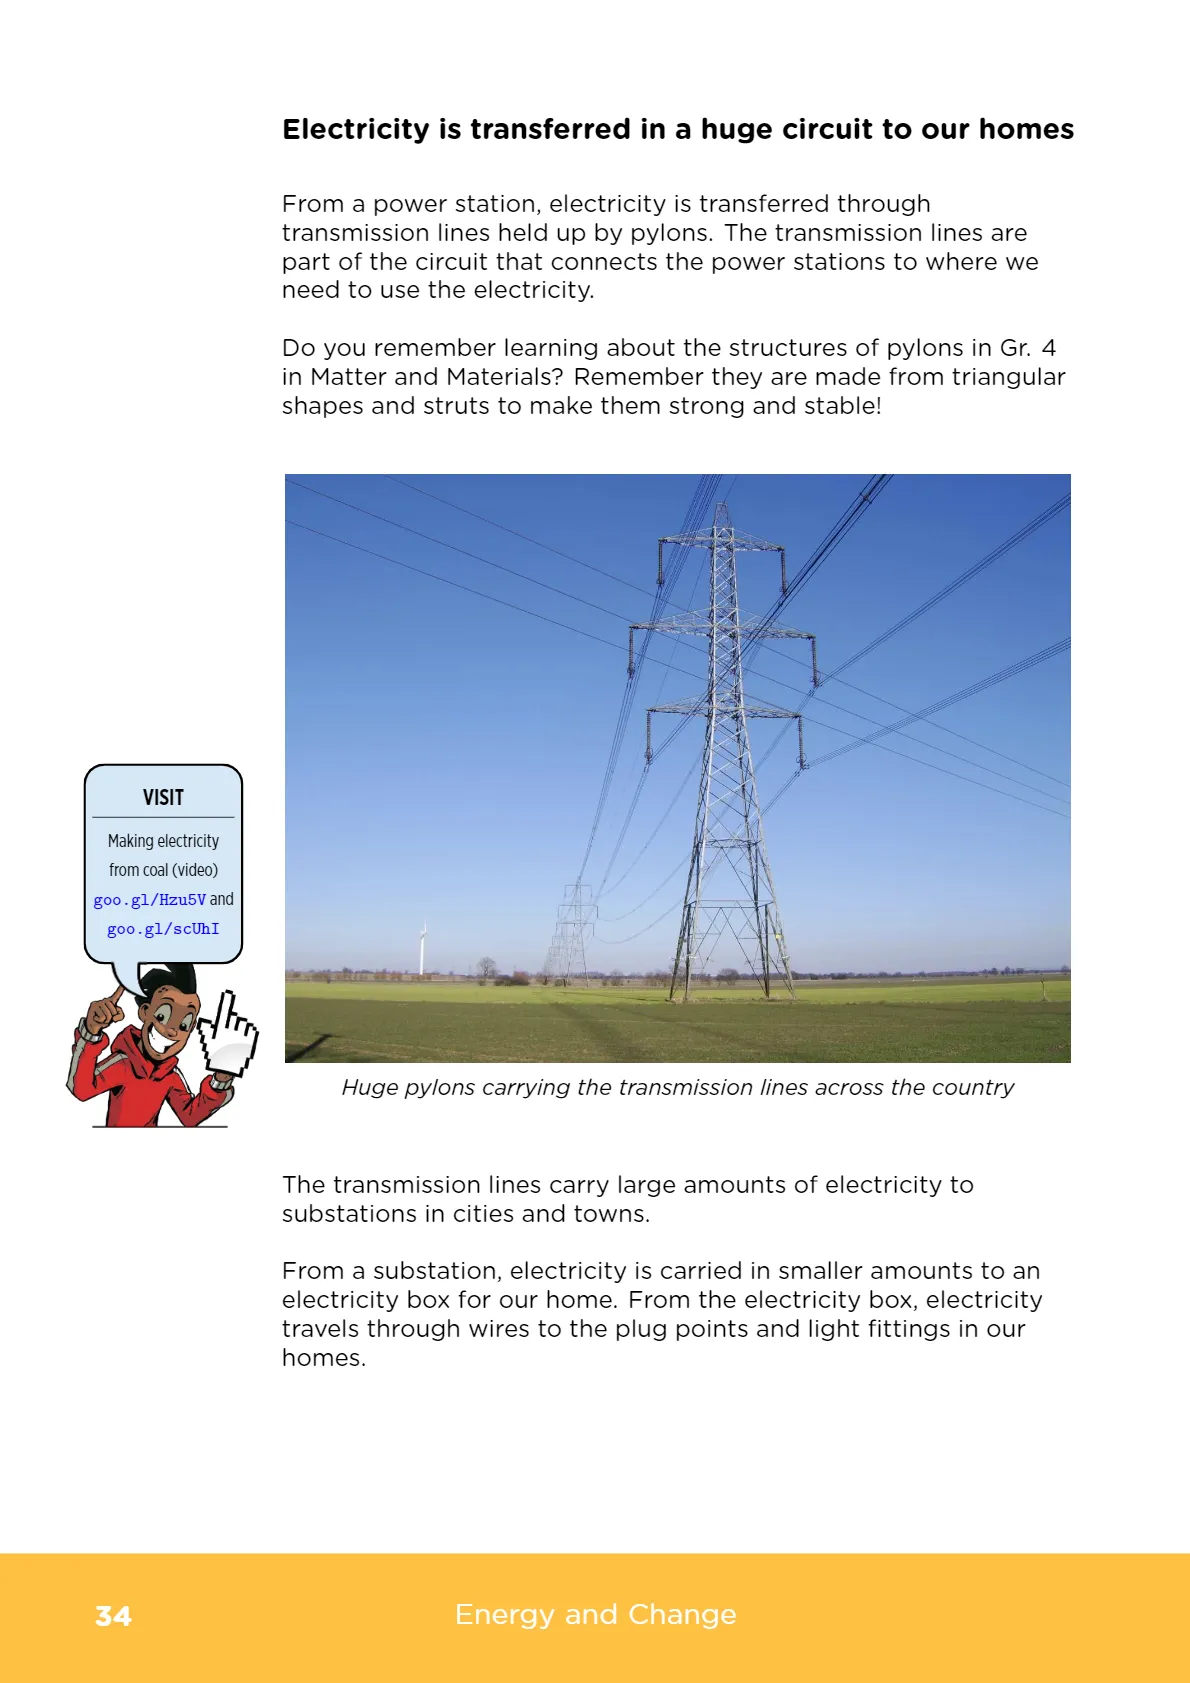 Electricity is transferred in a huge circuit to our homes
From a power station, electricity is transferred through
transmission lines held up by pylons. The transmission lines are
part of the circuit that connects the power stations to where we
need to use the electricity.
Do you remember learning about the structures of pylons in Gr. 4
in Matter and Materials? Remember they are made from triangular
shapes and struts to make them strong and stable!
VISIT
Making electricity
from coal (video)
goo.gl/Hzu5V and
goo.gl/scUhI
Huge pylons carrying the transmission lines across the country
The transmission lines carry large amounts of electricity to
substations in cities and towns.
From a substation, electricity is carried in smaller amounts to an
electricity box for our home. From the electricity box, electricity
travels through wires to the plug points and light fittings in our
homes.
34
Energy and Change